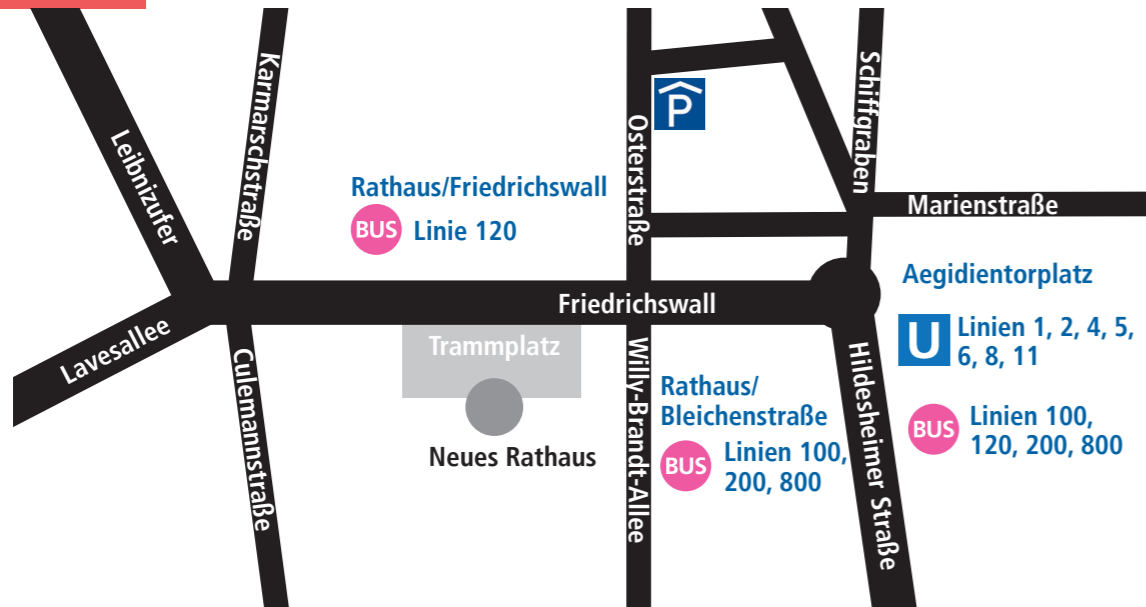 Karmarschstraße
Leibnizufer
Schiffgraben
P
Osterstraße
Rathaus/Friedrichswall
BUS Linie 120
Marienstraße
Friedrichswall
Aegidientorplatz
U Linien 1, 2, 4, 5,
6, 8, 11
Lavesallee
Culemannstraße
Trammplatz
Neues Rathaus
Willy-Brandt-Allee
Rathaus/
Bleichenstraße
BUS Linien 100,
200, 800
Hildesheimer Straße
BUS Linien 100,
120, 200, 800